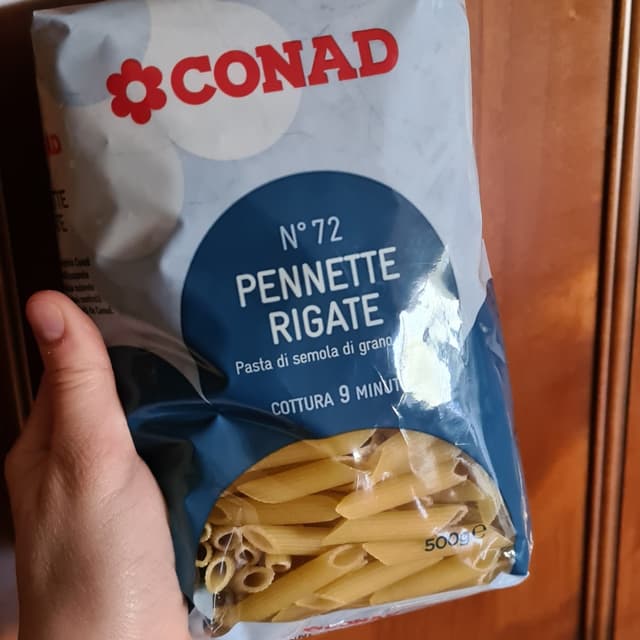 CONAD
N° 72
PENNETTE
RIGATE
Pasta di semola di grano
COTTURA 9 MINUT
500g e